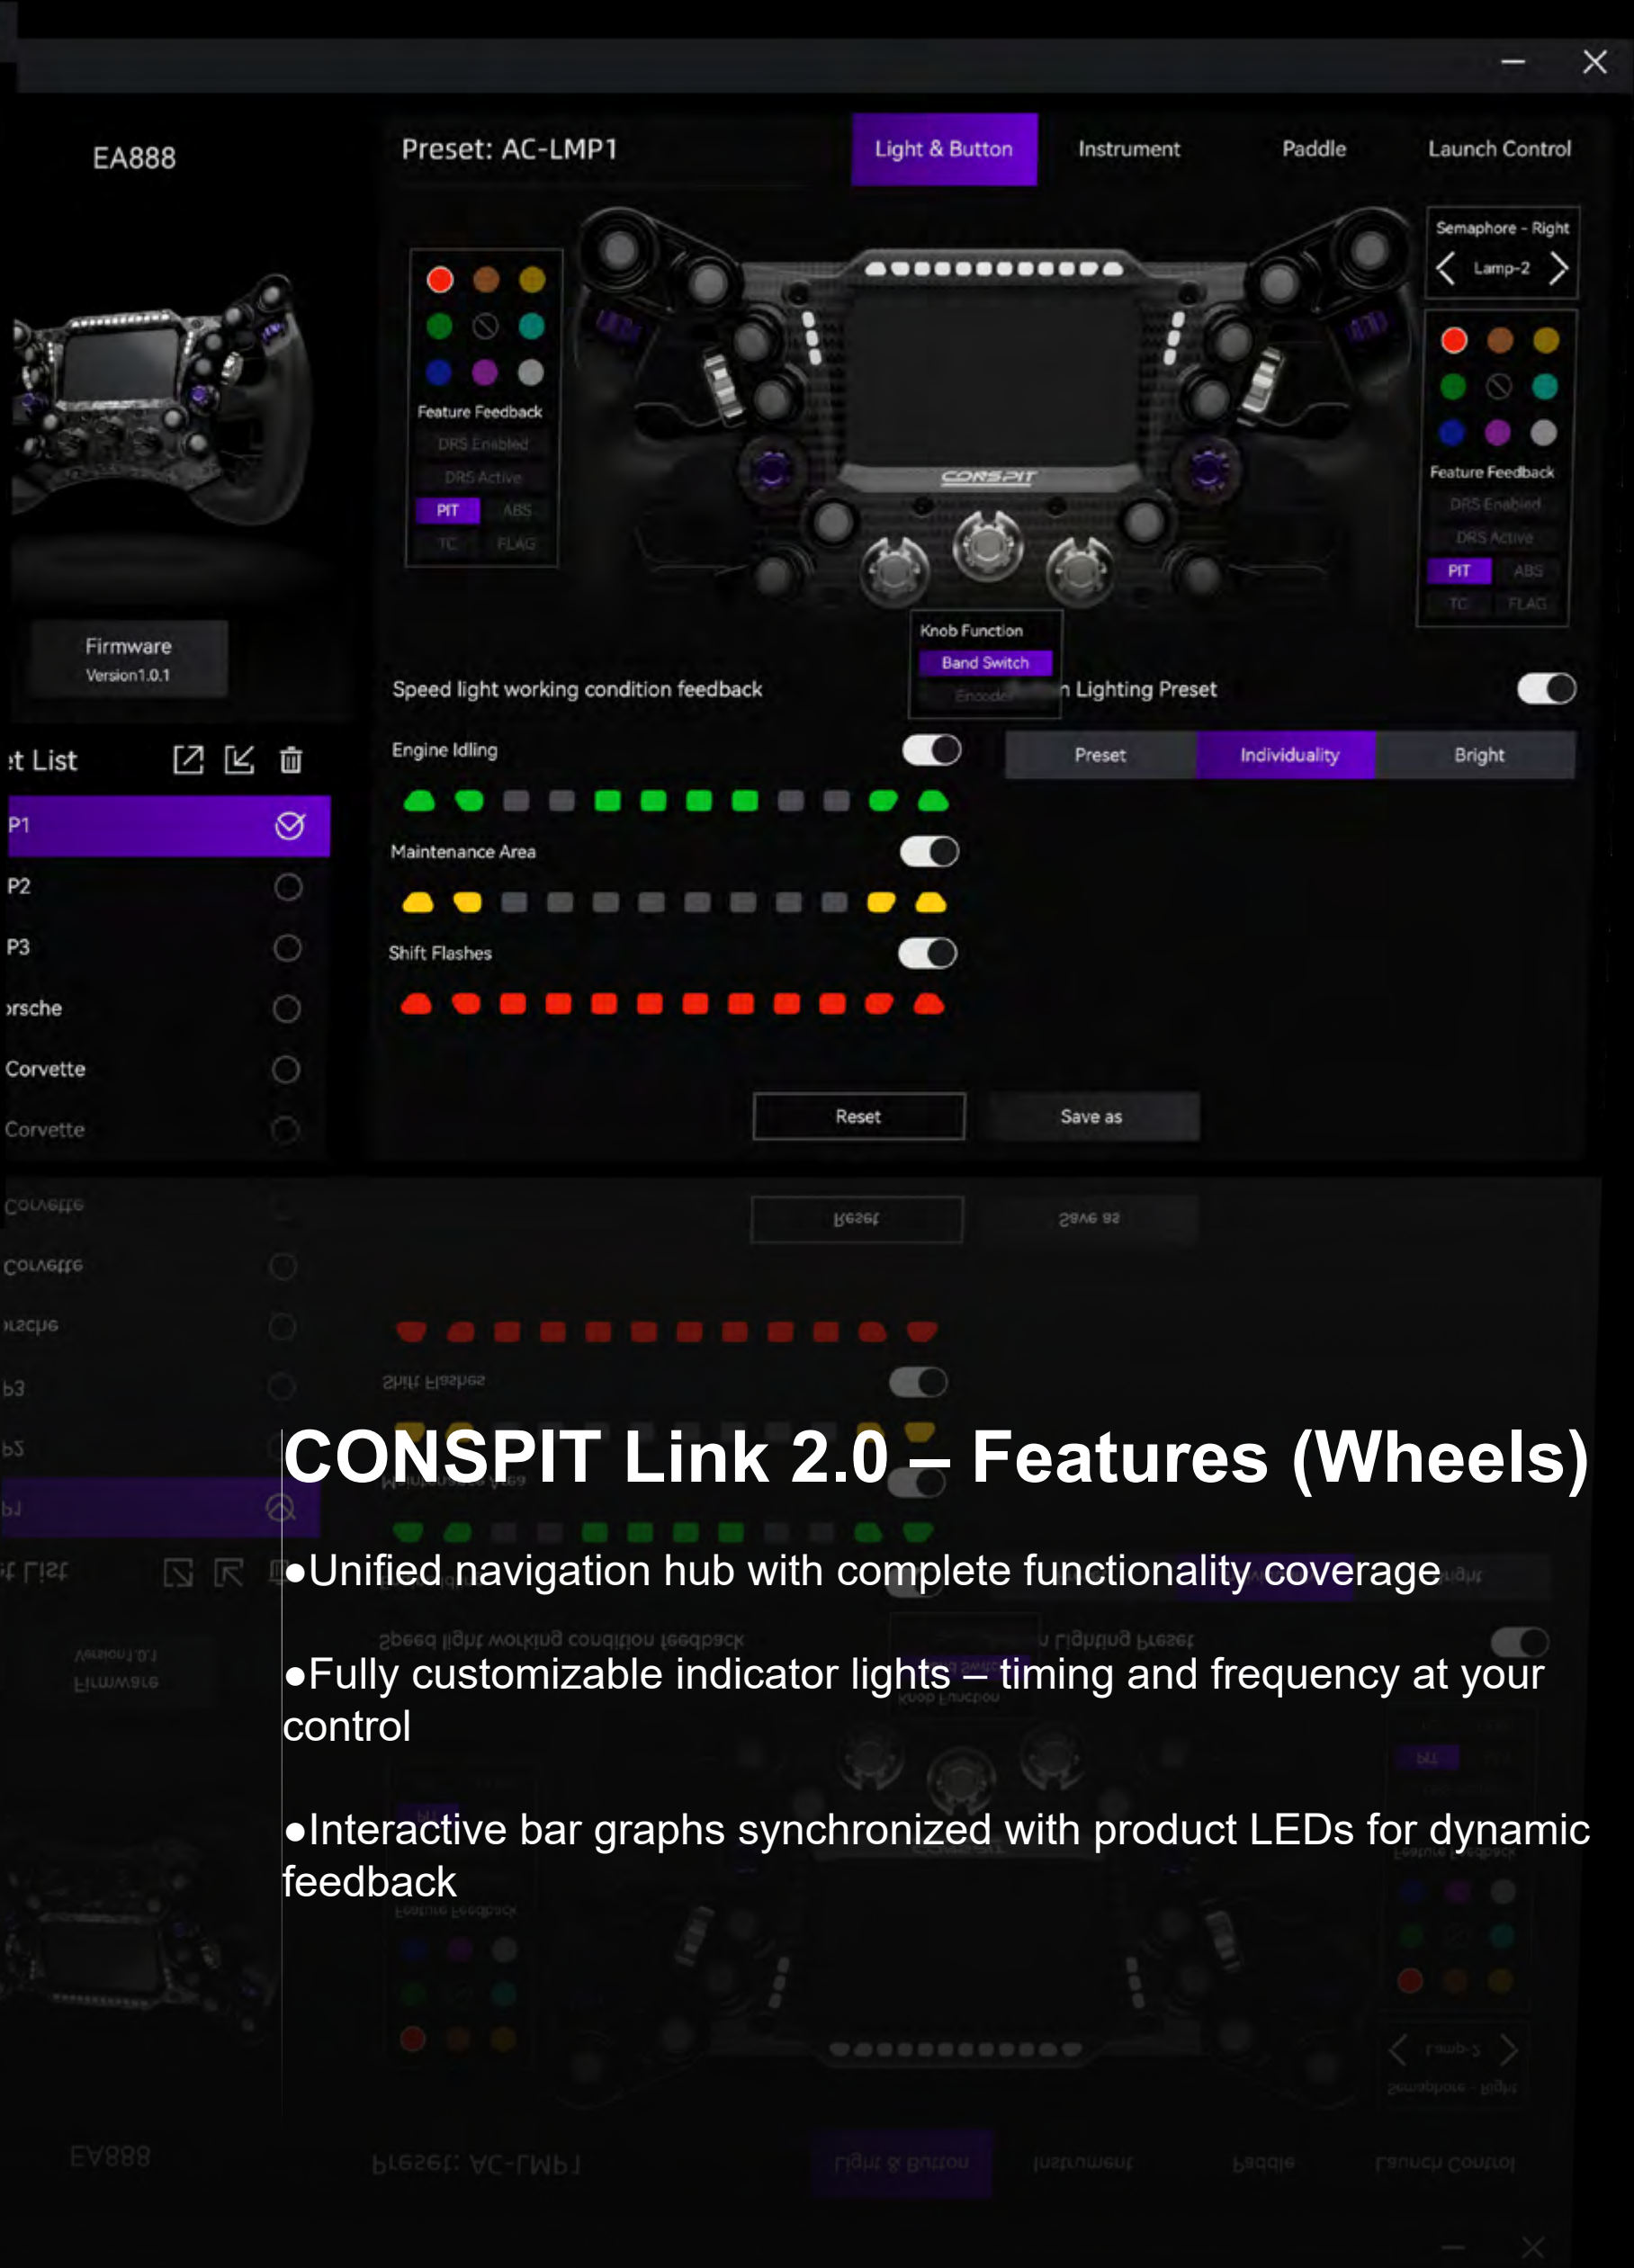 EA888
Preset: AC-LMP1
Light & Button
Instrument
Paddle
Launch Control
Semaphore - Right
Lamp-2
Feature Feedback
DRS Enabled
DRS Active
PIT
ABS
TC
FLAG
CONSPIT
Feature Feedback
DRS Enabled
DRS Active
PIT
ABS
TC
FLAG
Firmware
Version1.0.1
Knob Function
Band Switch
Encoder
Speed light working condition feedback
n Lighting Preset
Engine Idling
Preset
Individuality
Bright
et List
P1
Maintenance Area
P2
P3
Shift Flashes
orsche
Corvette
Corvette
Reset
Save as
CONSPIT Link 2.0 – Features (Wheels)
●Unified navigation hub with complete functionality coverage
●Fully customizable indicator lights – timing and frequency at your
control
●Interactive bar graphs synchronized with product LEDs for dynamic
feedback